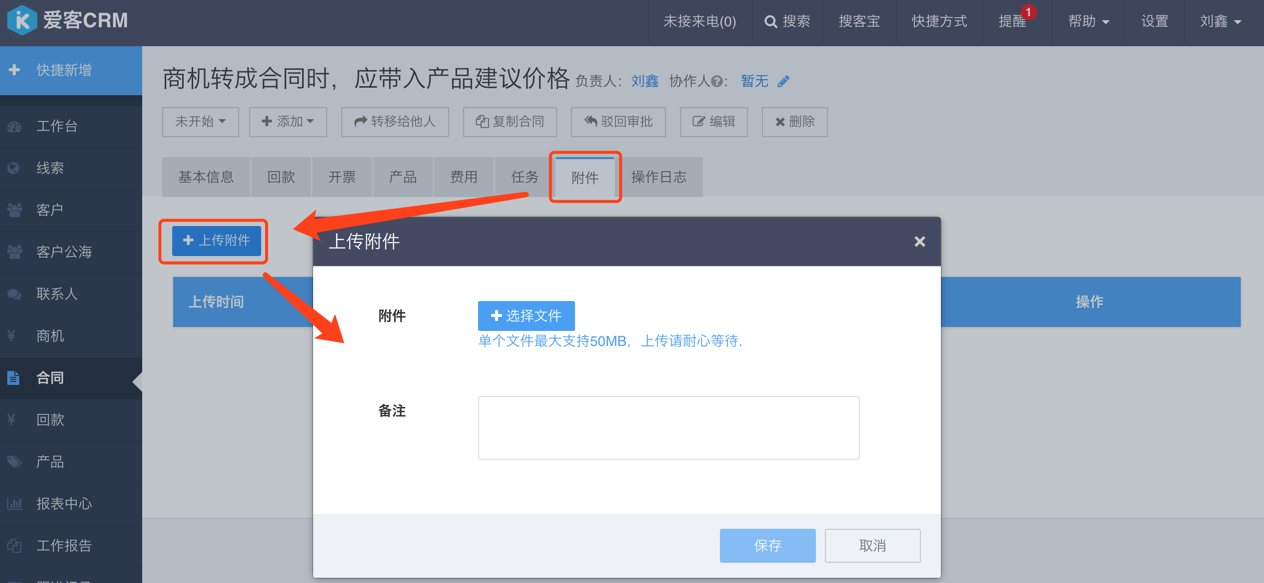 爱客CRM
未接来电(0) 搜索 搜客宝 快捷方式 提醒 1 帮助 设置 刘鑫
快捷新增
工作台
线索
客户
客户公海
联系人
商机
合同
回款
产品
报表中心
工作报告
商机转成合同时，应带入产品建议价格 负责人： 刘鑫 协作人?： 暂无
未开始 添加 转移给他人 复制合同 驳回审批 编辑 删除
基本信息 回款 开票 产品 费用 任务 附件 操作日志
上传附件
上传时间 操作
上传附件 ×
附件 选择文件
单个文件最大支持50MB，上传请耐心等待.
备注
保存 取消